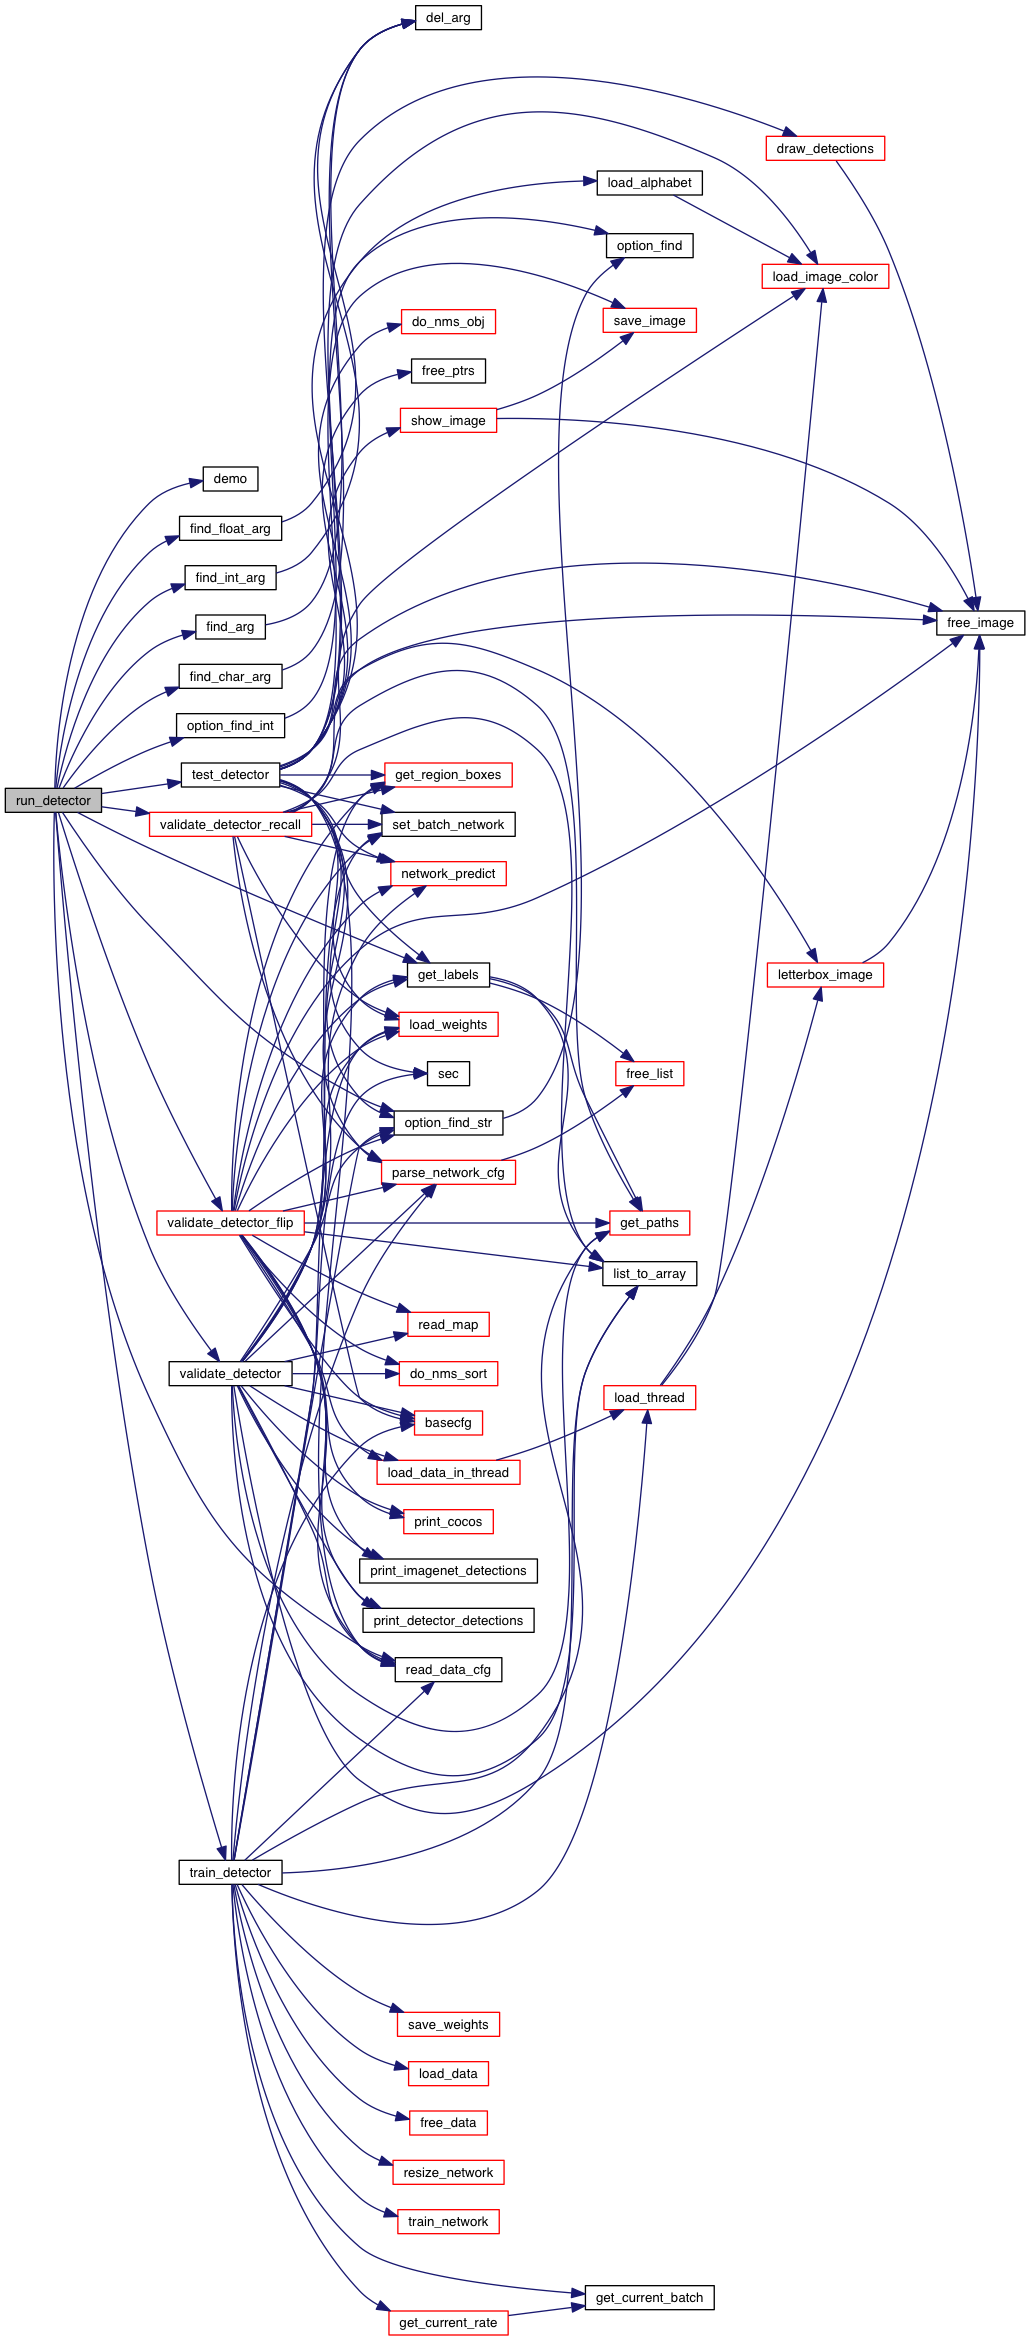 del_arg
draw_detections
load_alphabet
option_find
load_image_color
save_image
do_nms_obj
free_ptrs
show_image
demo
find_float_arg
find_int_arg
find_arg
free_image
find_char_arg
option_find_int
test_detector
get_region_boxes
run_detector
validate_detector_recall
set_batch_network
network_predict
get_labels
letterbox_image
load_weights
sec
free_list
option_find_str
parse_network_cfg
validate_detector_flip
get_paths
list_to_array
read_map
validate_detector
do_nms_sort
load_thread
basecfg
load_data_in_thread
print_cocos
print_imagenet_detections
print_detector_detections
read_data_cfg
train_detector
save_weights
load_data
free_data
resize_network
train_network
get_current_batch
get_current_rate